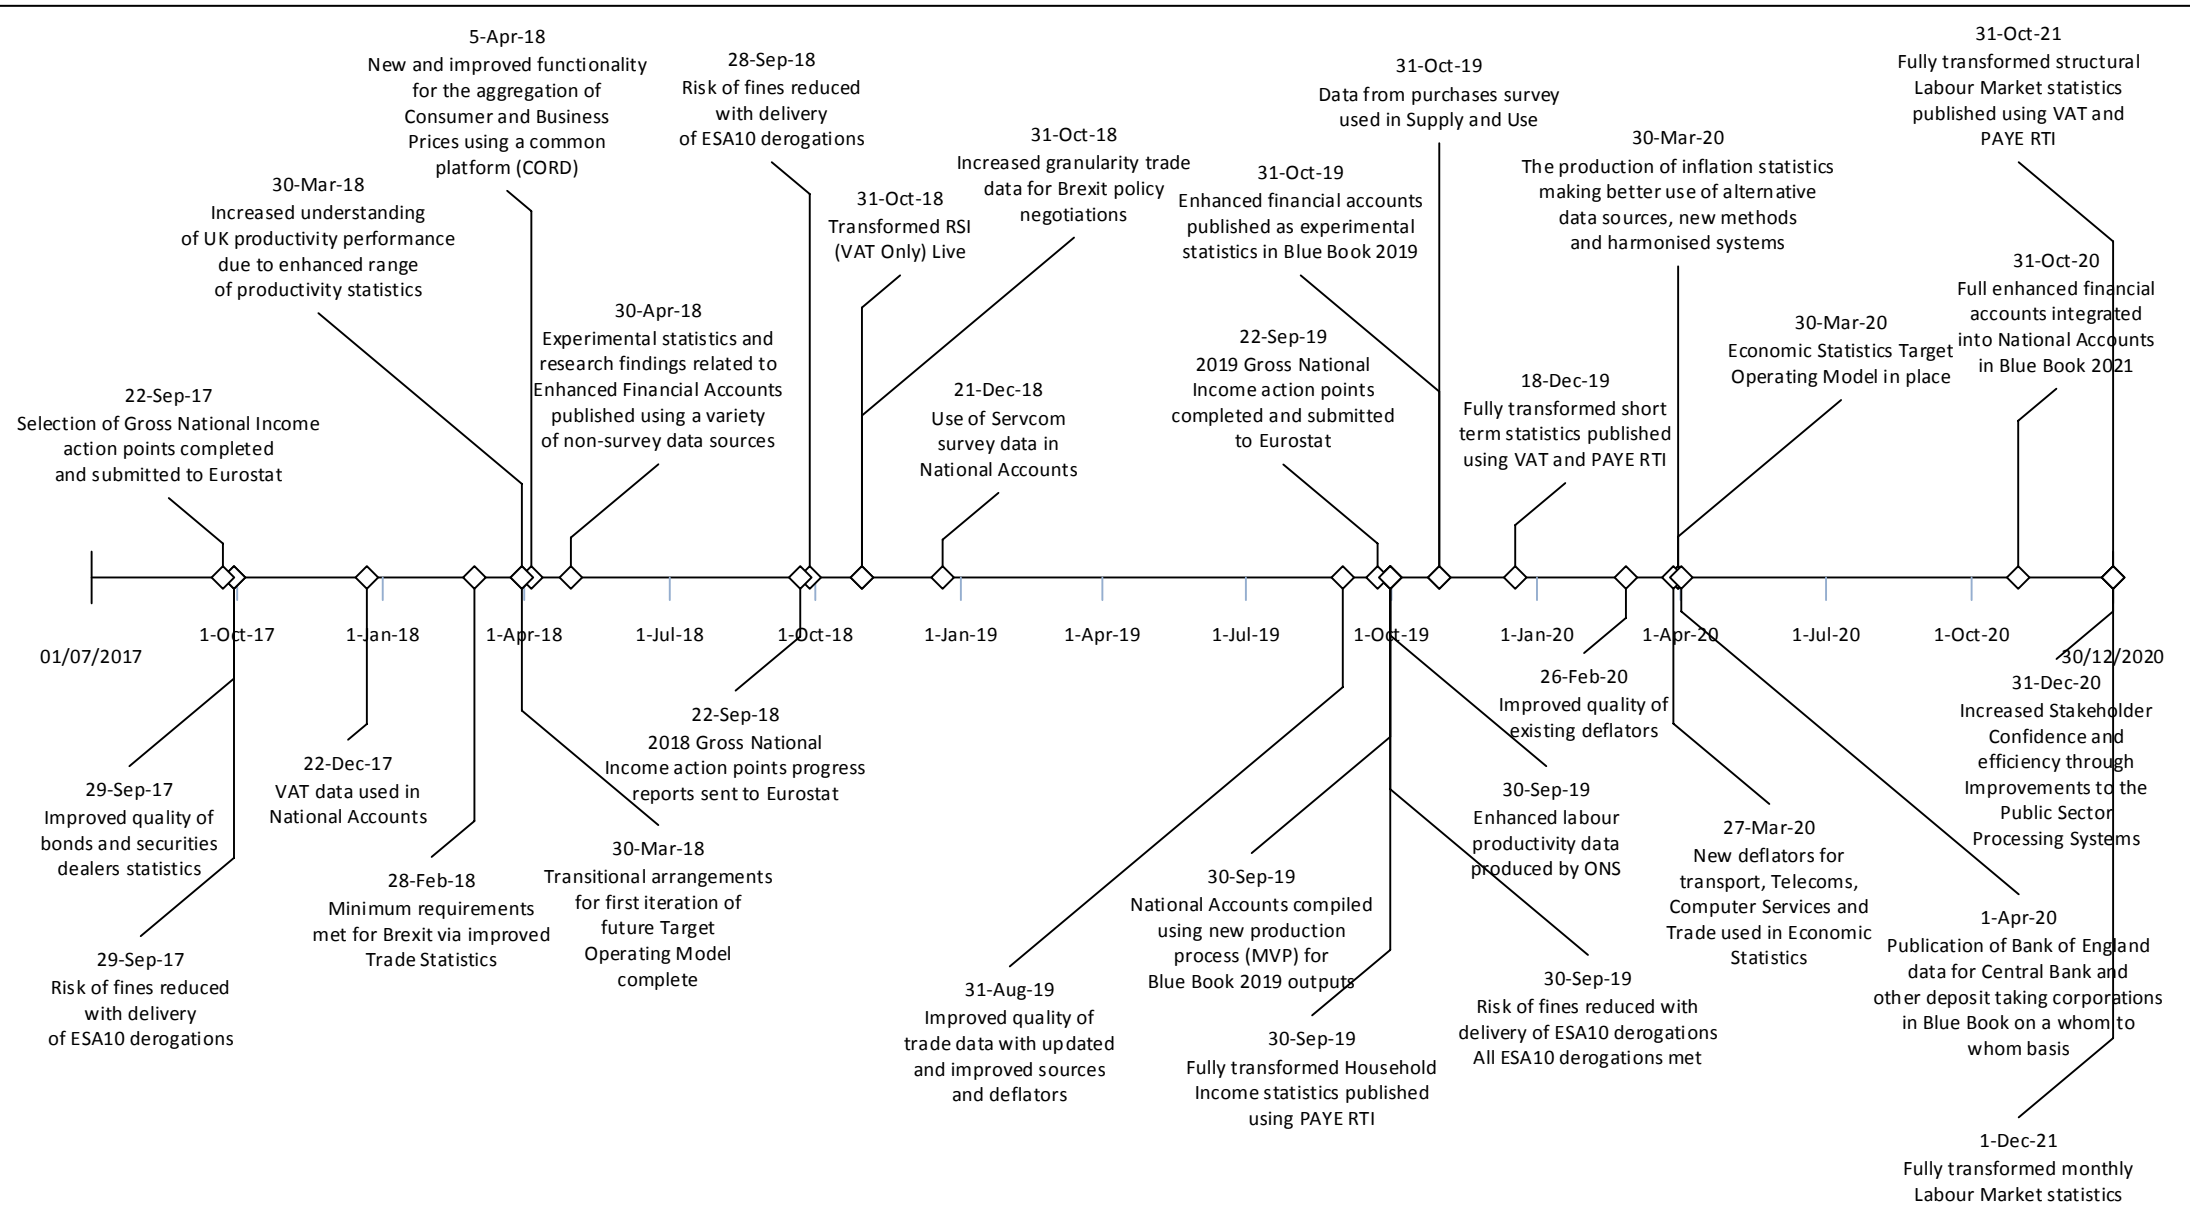 5-Apr-18
New and improved functionality
for the aggregation of
Consumer and Business
Prices using a common
platform (CORD)
28-Sep-18
Risk of fines reduced
with delivery
of ESA10 derogations
31-Oct-19
Data from purchases survey
used in Supply and Use
31-Oct-21
Fully transformed structural
Labour Market statistics
published using VAT and
PAYE RTI
30-Mar-18
Increased understanding
of UK productivity performance
due to enhanced range
of productivity statistics
31-Oct-18
Transformed RSI
(VAT Only) Live
31-Oct-18
Increased granularity trade
data for Brexit policy
negotiations
31-Oct-19
Enhanced financial accounts
published as experimental
statistics in Blue Book 2019
30-Mar-20
The production of inflation statistics
making better use of alternative
data sources, new methods
and harmonised systems
31-Oct-20
Full enhanced financial
accounts integrated
into National Accounts
in Blue Book 2021
22-Sep-17
Selection of Gross National Income
action points completed
and submitted to Eurostat
30-Apr-18
Experimental statistics and
research findings related to
Enhanced Financial Accounts
published using a variety
of non-survey data sources
21-Dec-18
Use of Servcom
survey data in
National Accounts
22-Sep-19
2019 Gross National
Income action points
completed and submitted
to Eurostat
18-Dec-19
Fully transformed short
term statistics published
using VAT and PAYE RTI
30-Mar-20
Economic Statistics Target
Operating Model in place
1-Oct-17
1-Jan-18
1-Apr-18
1-Jul-18
1-Oct-18
1-Jan-19
1-Apr-19
1-Jul-19
1-Oct-19
1-Jan-20
1-Apr-20
1-Jul-20
1-Oct-20
01/07/2017
30/12/2020
29-Sep-17
Improved quality of
bonds and securities
dealers statistics
29-Sep-17
Risk of fines reduced
with delivery
of ESA10 derogations
22-Dec-17
VAT data used in
National Accounts
28-Feb-18
Minimum requirements
met for Brexit via improved
Trade Statistics
30-Mar-18
Transitional arrangements
for first iteration of
future Target
Operating Model
complete
22-Sep-18
2018 Gross National
Income action points progress
reports sent to Eurostat
31-Aug-19
Improved quality of
trade data with updated
and improved sources
and deflators
30-Sep-19
National Accounts compiled
using new production
process (MVP) for
Blue Book 2019 outputs
30-Sep-19
Fully transformed Household
Income statistics published
using PAYE RTI
30-Sep-19
Enhanced labour
productivity data
produced by ONS
30-Sep-19
Risk of fines reduced with
delivery of ESA10 derogations
All ESA10 derogations met
26-Feb-20
Improved quality of
existing deflators
27-Mar-20
New deflators for
transport, Telecoms,
Computer Services and
Trade used in Economic
Statistics
31-Dec-20
Increased Stakeholder
Confidence and
efficiency through
Improvements to the
Public Sector
Processing Systems
1-Apr-20
Publication of Bank of England
data for Central Bank and
other deposit taking corporations
in Blue Book on a whom to
whom basis
1-Dec-21
Fully transformed monthly
Labour Market statistics